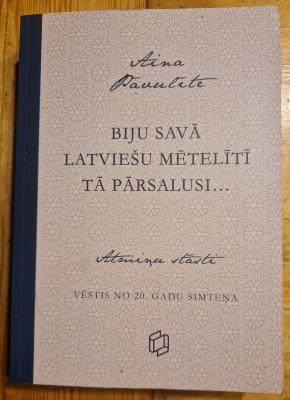 Aina
Pavulīte
BIJU SAVĀ
LATVIEŠU MĒTELĪTĪ
TĀ PĀRSALUSI...
Atmiņu stāsti
VĒSTIS NO 20. GADU SIMTEŅA